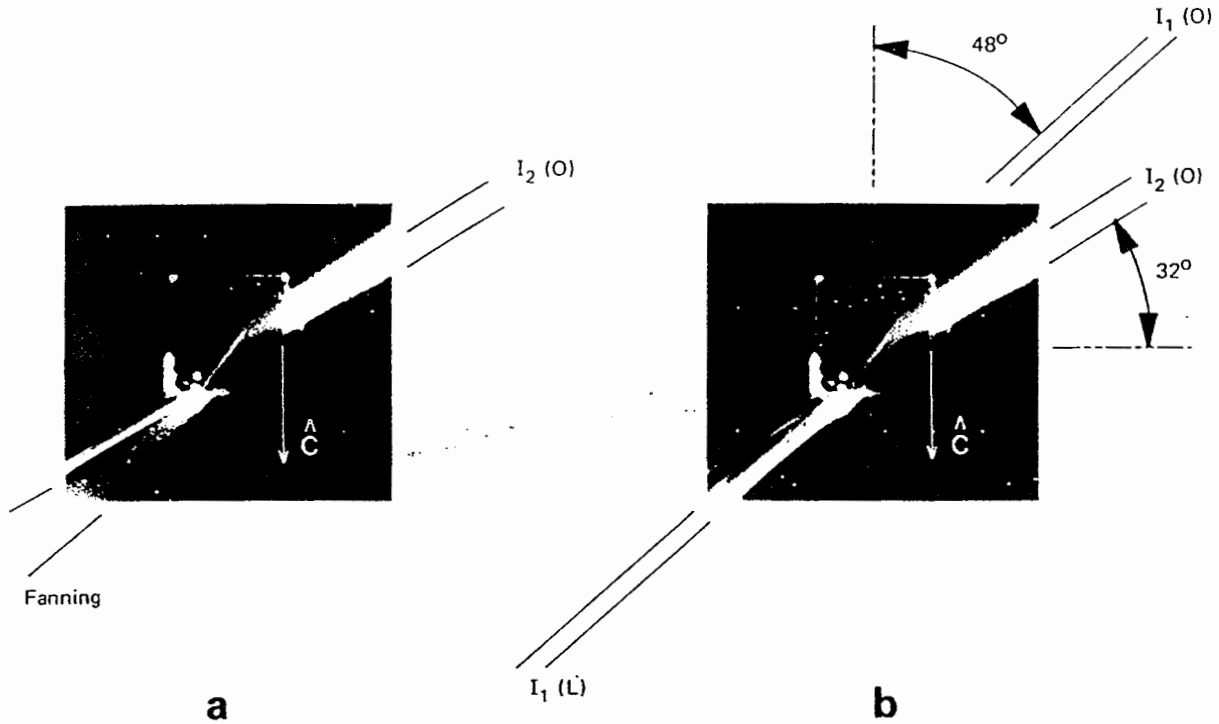 I₁ (O)
48°
I₂ (O)
I₂ (O)
32°
Ĉ
Ĉ
Fanning
I₁ (L)
a
b